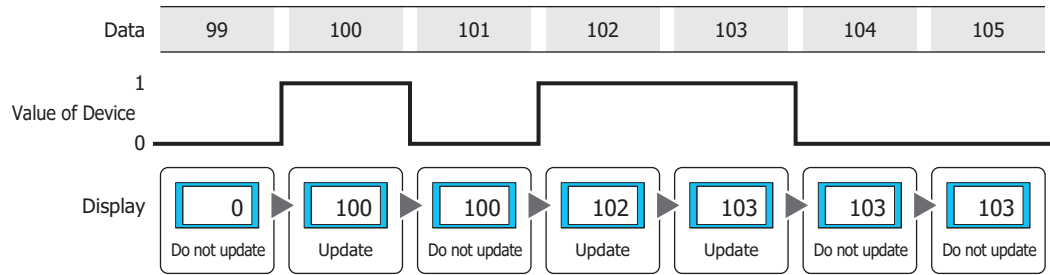 Data 99 100 101 102 103 104 105
1
Value of Device
0
Display 0 100 100 102 103 103 103
Do not update Update Do not update Update Update Do not update Do not update